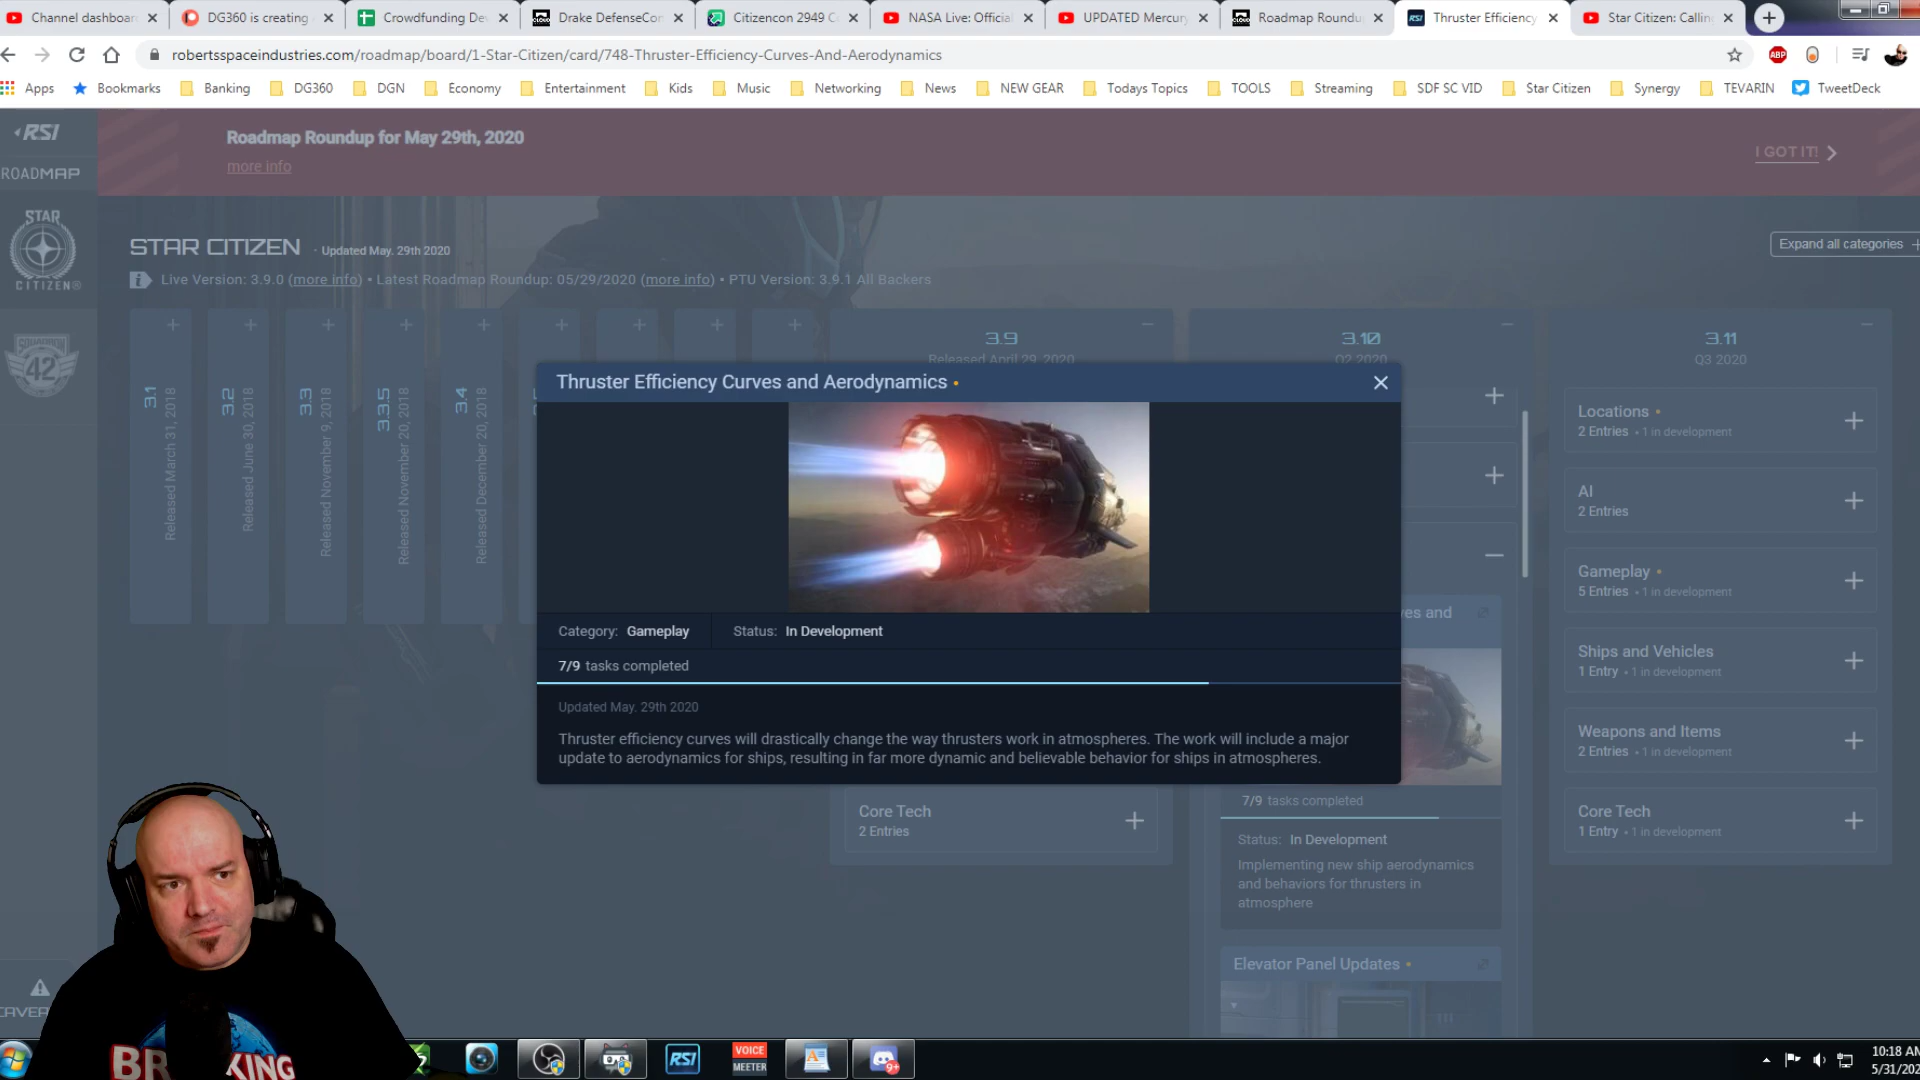 Channel dashboard
DG360 is creating
Crowdfunding De
Drake DefenseCon
Citizencon 2949 C
NASA Live: Official
UPDATED Mercury
Roadmap Roundu
Thruster Efficiency
Star Citizen: Callin
robertsspaceindustries.com/roadmap/board/1-Star-Citizen/card/748-Thruster-Efficiency-Curves-And-Aerodynamics
ABP
Apps
Bookmarks
Banking
DG360
DGN
Economy
Entertainment
Kids
Music
Networking
News
NEW GEAR
Todays Topics
TOOLS
Streaming
SDF SC VID
Star Citizen
Synergy
TEVARIN
TweetDeck
RSI
ROADMAP
Roadmap Roundup for May 29th, 2020
more info
I GOT IT!
STAR
CITIZEN®
SQUADRON
42
STAR CITIZEN · Updated May. 29th 2020
Expand all categories +
Live Version: 3.9.0 (more info) • Latest Roadmap Roundup: 05/29/2020 (more info) • PTU Version: 3.9.1 All Backers
3.1
Released March 31, 2018
3.2
Released June 30, 2018
3.3
Released November 9, 2018
3.3.5
Released November 20, 2018
3.4
Released December 20, 2018
3.9
Released April 29, 2020
3.10
Q2 2020
3.11
Q3 2020
Thruster Efficiency Curves and Aerodynamics •
Category: Gameplay
Status: In Development
7/9 tasks completed
Updated May. 29th 2020
Thruster efficiency curves will drastically change the way thrusters work in atmospheres. The work will include a major
update to aerodynamics for ships, resulting in far more dynamic and believable behavior for ships in atmospheres.
Core Tech
2 Entries
ves and
7/9 tasks completed
Status: In Development
Implementing new ship aerodynamics
and behaviors for thrusters in
atmosphere
Elevator Panel Updates •
Locations •
2 Entries • 1 in development
AI
2 Entries
Gameplay •
5 Entries • 1 in development
Ships and Vehicles
1 Entry • 1 in development
Weapons and Items
2 Entries • 1 in development
Core Tech
1 Entry • 1 in development
BR KING
RSI
VOICE
MEETER
9+
10:18 AM
5/31/202